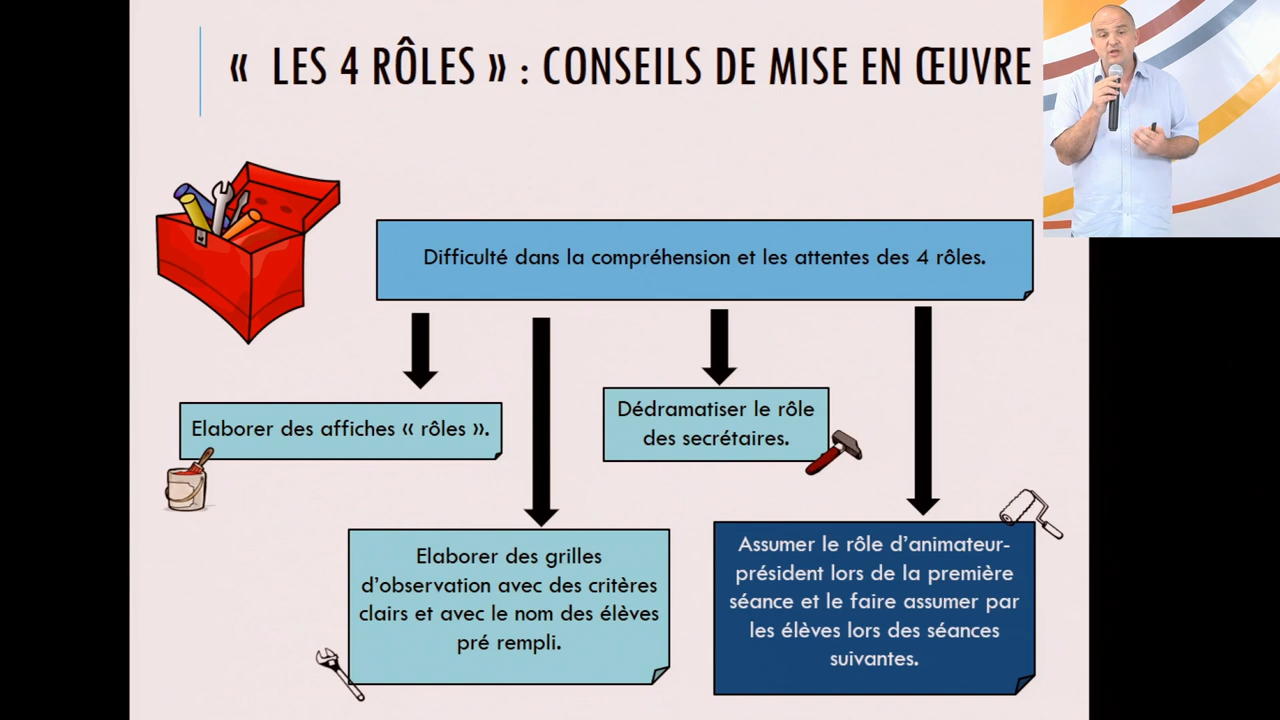 « LES 4 RÔLES » : CONSEILS DE MISE EN ŒUVRE
Difficulté dans la compréhension et les attentes des 4 rôles.
Elaborer des affiches « rôles ».
Dédramatiser le rôle
des secrétaires.
Elaborer des grilles
d’observation avec des critères
clairs et avec le nom des élèves
pré rempli.
Assumer le rôle d’animateur-
président lors de la première
séance et le faire assumer par
les élèves lors des séances
suivantes.